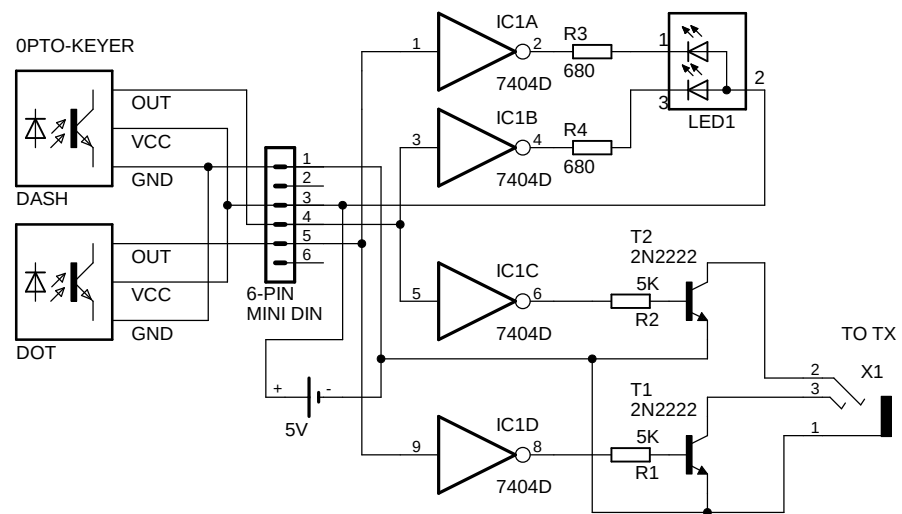 0PTO-KEYER
OUT
VCC
GND
DASH
OUT
VCC
GND
DOT
1
2
3
4
5
6
6-PIN
MINI DIN
+
-
5V
IC1A
1
2
7404D
R3
680
IC1B
3
4
7404D
R4
680
1
3
2
LED1
IC1C
5
6
7404D
5K
R2
T2
2N2222
IC1D
9
8
7404D
5K
R1
T1
2N2222
TO TX
X1
2
3
1